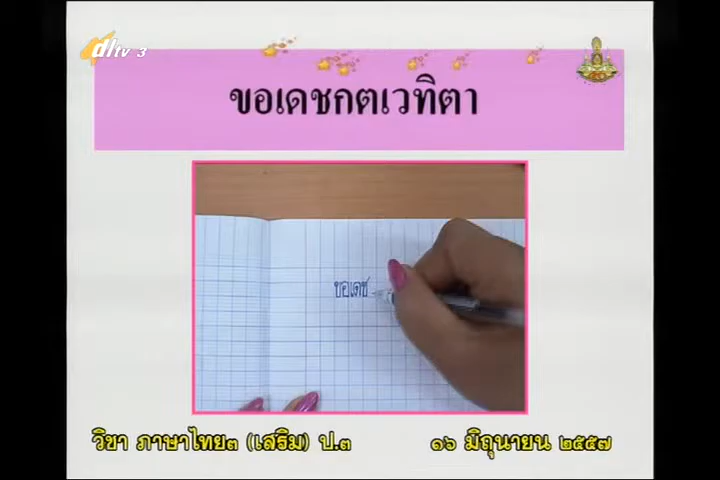 dltv 3
ขอเดชกตเวทิตา
ขอเดช
วิชา ภาษาไทย๓ (เสริม) ป.๓
๑๖ มิถุนายน ๒๕๕๗